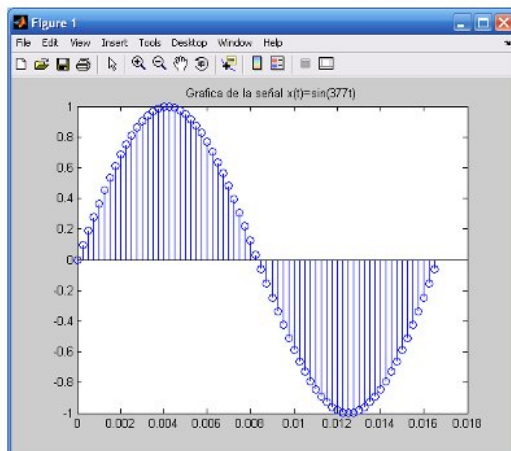 Figure 1
File Edit View Insert Tools Desktop Window Help
Grafica de la señal x(t)=sin(377t)
1
0.8
0.6
0.4
0.2
0
-0.2
-0.4
-0.6
-0.8
-1
0 0.002 0.004 0.006 0.008 0.01 0.012 0.014 0.016 0.018